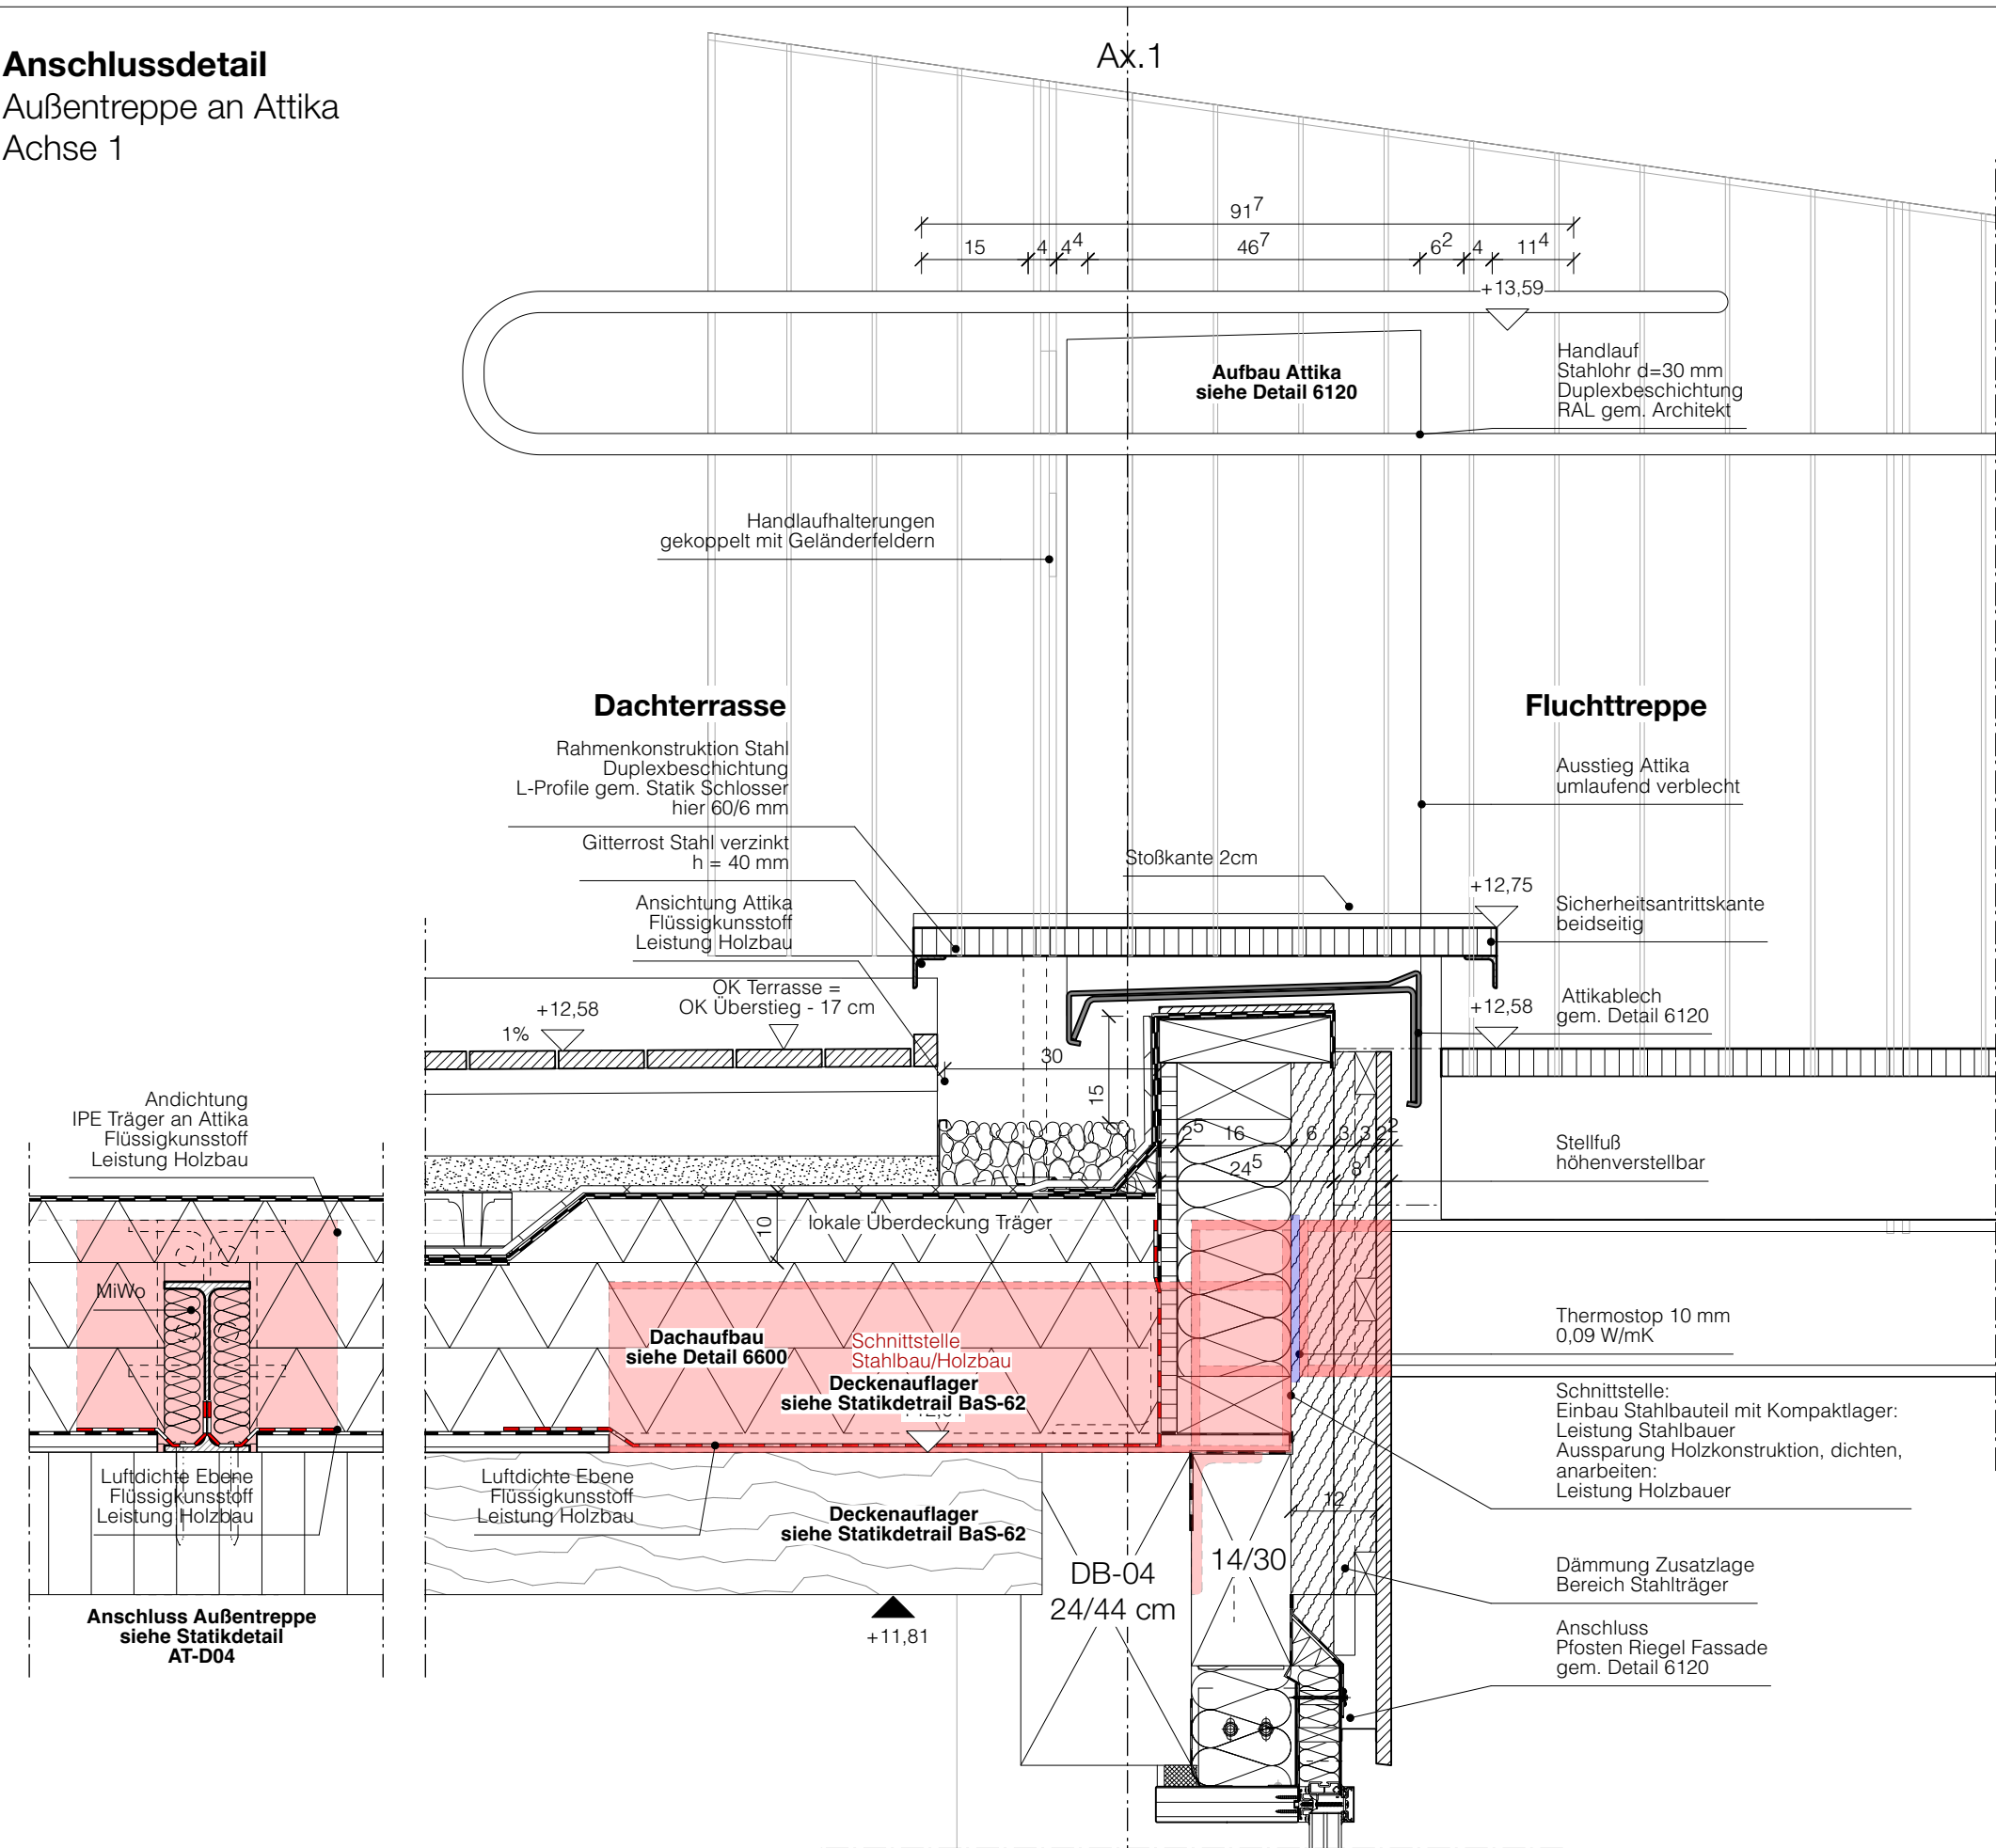 Anschlussdetail
Außentreppe an Attika
Achse 1
Ax.1
91⁷
15
4
4⁴
46⁷
6²
4
11⁴
+13,59
Aufbau Attika
siehe Detail 6120
Handlauf
Stahlohr d=30 mm
Duplexbeschichtung
RAL gem. Architekt
Handlaufhalterungen
gekoppelt mit Geländerfeldern
Dachterrasse
Fluchttreppe
Rahmenkonstruktion Stahl
Duplexbeschichtung
L-Profile gem. Statik Schlosser
hier 60/6 mm
Gitterrost Stahl verzinkt
h = 40 mm
Ansichtung Attika
Flüssigkunsstoff
Leistung Holzbau
Ausstieg Attika
umlaufend verblecht
Stoßkante 2cm
+12,75
Sicherheitsantrittskante
beidseitig
+12,58
1%
OK Terrasse =
OK Überstieg - 17 cm
+12,58
Attikablech
gem. Detail 6120
30
15
Andichtung
IPE Träger an Attika
Flüssigkunsstoff
Leistung Holzbau
2⁵
16
6
3
3
2²
24⁵
8¹
Stellfuß
höhenverstellbar
10
lokale Überdeckung Träger
MiWo
Dachaufbau
siehe Detail 6600
Schnittstelle
Stahlbau/Holzbau
Deckenauflager
siehe Statikdetrail BaS-62
Thermostop 10 mm
0,09 W/mK
Schnittstelle:
Einbau Stahlbauteil mit Kompaktlager:
Leistung Stahlbauer
Aussparung Holzkonstruktion, dichten,
anarbeiten:
Leistung Holzbauer
Luftdichte Ebene
Flüssigkunsstoff
Leistung Holzbau
Luftdichte Ebene
Flüssigkunsstoff
Leistung Holzbau
Deckenauflager
siehe Statikdetrail BaS-62
12
DB-04
24/44 cm
14/30
Dämmung Zusatzlage
Bereich Stahlträger
+11,81
Anschluss Außentreppe
siehe Statikdetail
AT-D04
Anschluss
Pfosten Riegel Fassade
gem. Detail 6120